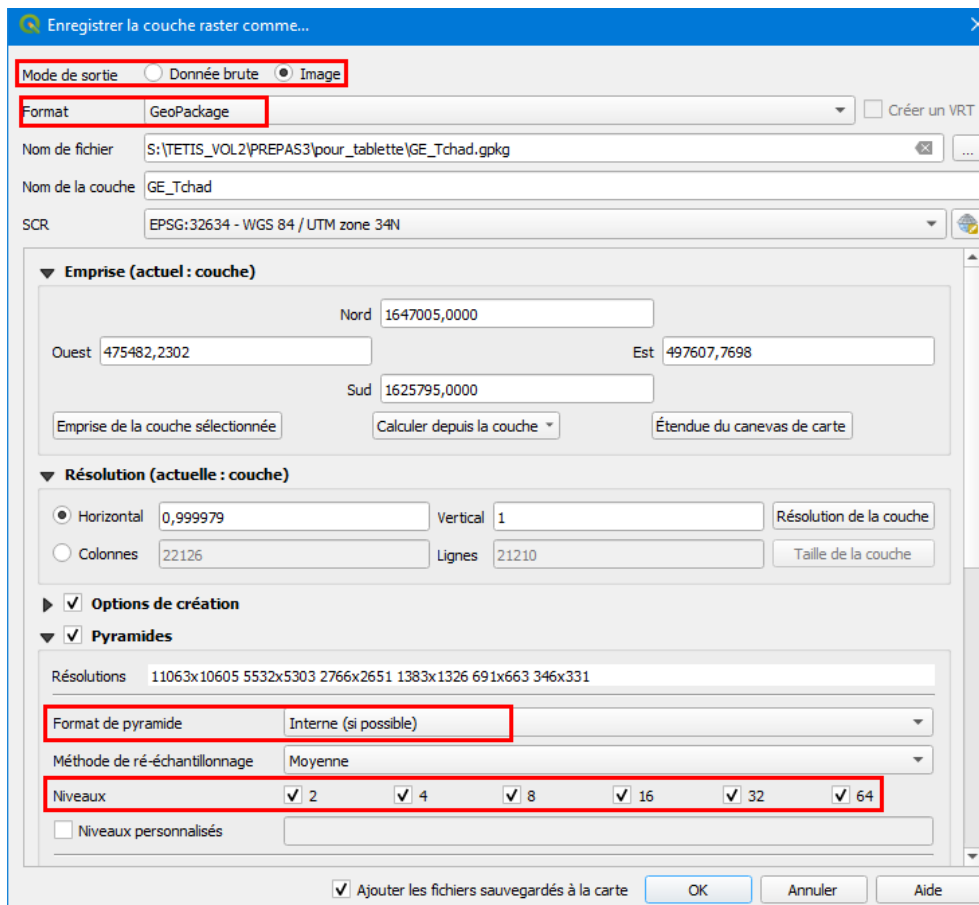 Enregistrer la couche raster comme...
Mode de sortie Donnée brute Image
Format GeoPackage Créer un VRT
Nom de fichier S:\TETIS_VOL2\PREPAS3\pour_tablette\GE_Tchad.gpkg ...
Nom de la couche GE_Tchad
SCR EPSG:32634 - WGS 84 / UTM zone 34N
Emprise (actuel : couche)
Nord 1647005,0000
Ouest 475482,2302 Est 497607,7698
Sud 1625795,0000
Emprise de la couche sélectionnée Calculer depuis la couche Étendue du canevas de carte
Résolution (actuelle : couche)
Horizontal 0,999979 Vertical 1 Résolution de la couche
Colonnes 22126 Lignes 21210 Taille de la couche
Options de création
Pyramides
Résolutions 11063x10605 5532x5303 2766x2651 1383x1326 691x663 346x331
Format de pyramide Interne (si possible)
Méthode de ré-échantillonnage Moyenne
Niveaux 2 4 8 16 32 64
Niveaux personnalisés
Ajouter les fichiers sauvegardés à la carte OK Annuler Aide